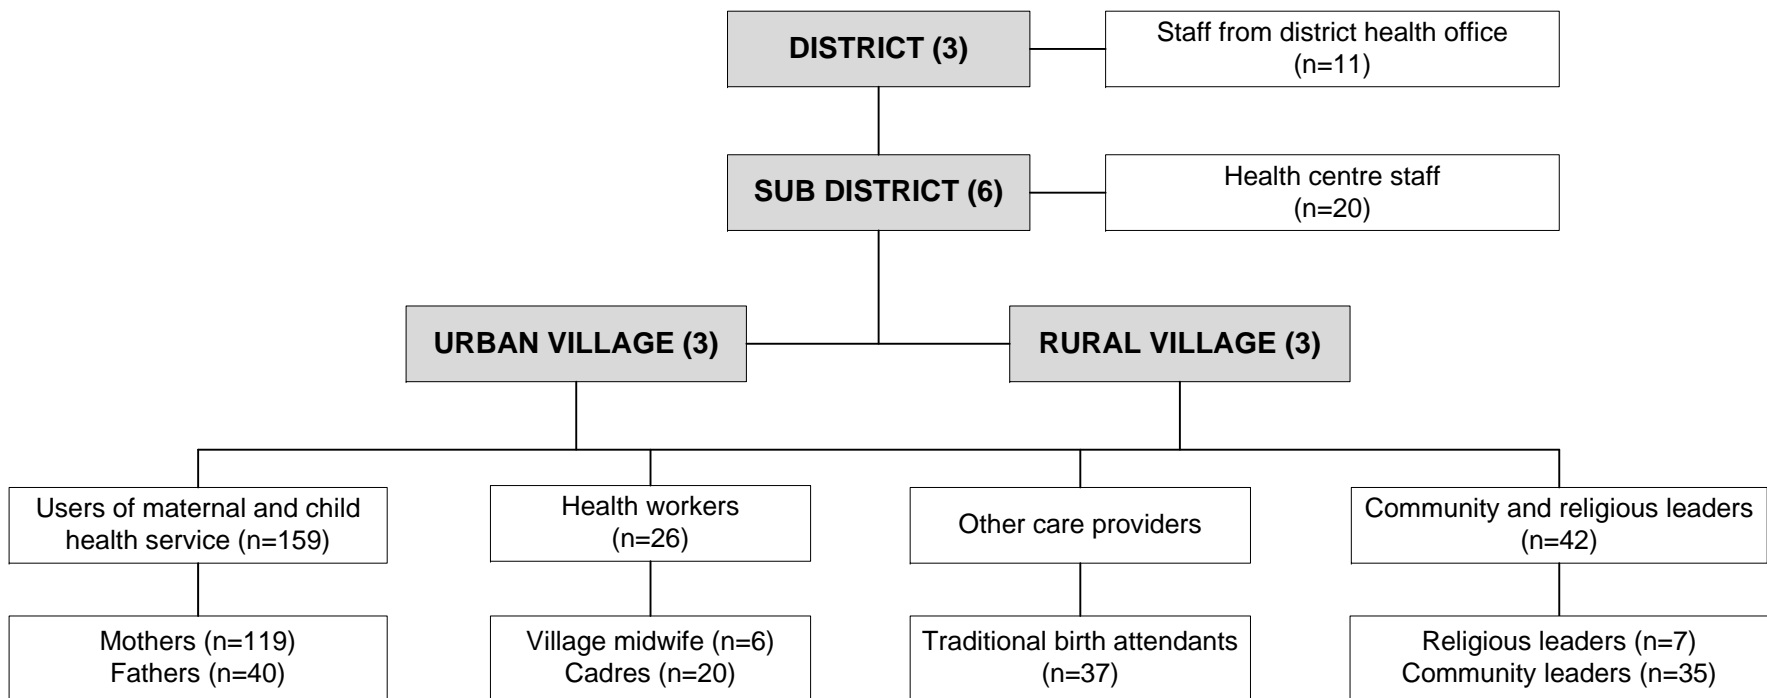 DISTRICT (3)
Staff from district health office
(n=11)
SUB DISTRICT (6)
Health centre staff
(n=20)
URBAN VILLAGE (3)
RURAL VILLAGE (3)
Users of maternal and child
health service (n=159)
Health workers
(n=26)
Other care providers
Community and religious leaders
(n=42)
Mothers (n=119)
Fathers (n=40)
Village midwife (n=6)
Cadres (n=20)
Traditional birth attendants
(n=37)
Religious leaders (n=7)
Community leaders (n=35)